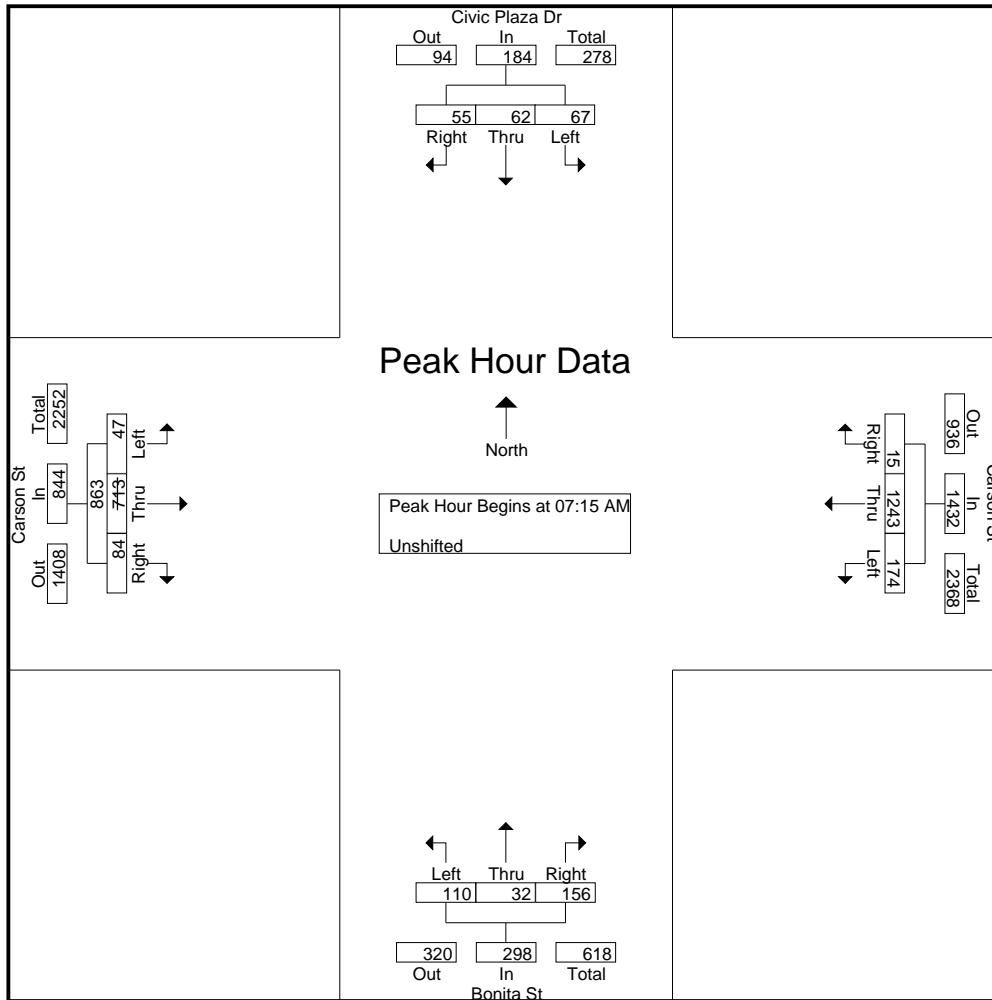 Civic Plaza Dr
Out In Total
94 184 278
55 62 67
Right Thru Left
Peak Hour Data
North
Peak Hour Begins at 07:15 AM
Unshifted
Carson St
Total In Out
2252 844 1408
863
47 713 84
Left Thru Right
Carson St
Out In Total
936 1432 2368
15 1243 174
Right Thru Left
Left Thru Right
110 32 156
320 298 618
Out In Total
Bonita St